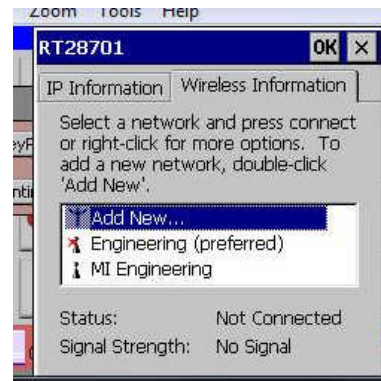 Zoom Tools Help
RT28701 OK ×
IP Information Wireless Information
Select a network and press connect
or right-click for more options. To
add a new network, double-click
'Add New'.
Add New...
Engineering (preferred)
MI Engineering
Status: Not Connected
Signal Strength: No Signal